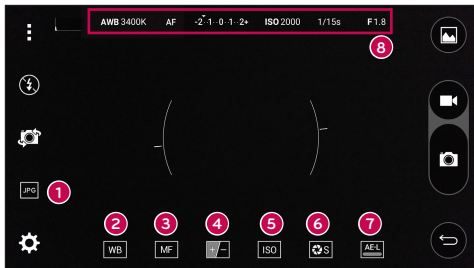 AWB 3400K AF -2··1··0··1··2+ ISO 2000 1/15s F 1.8
8
JPG 1
2 3 4 5 6 7
WB MF +/- ISO S AE-L